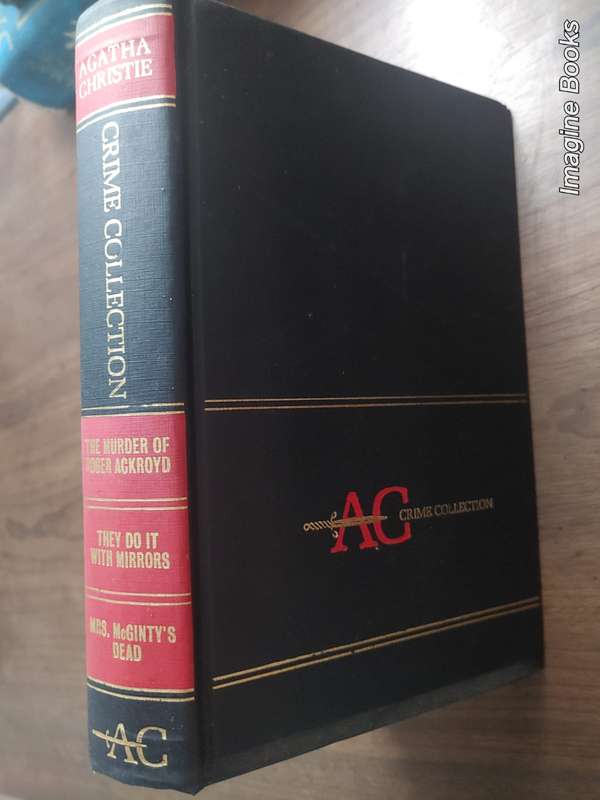 AGATHA
CHRISTIE
CRIME COLLECTION
THE MURDER OF
ROGER ACKROYD
THEY DO IT
WITH MIRRORS
MRS. McGINTY'S
DEAD
AC
AC CRIME COLLECTION
Imagine Books